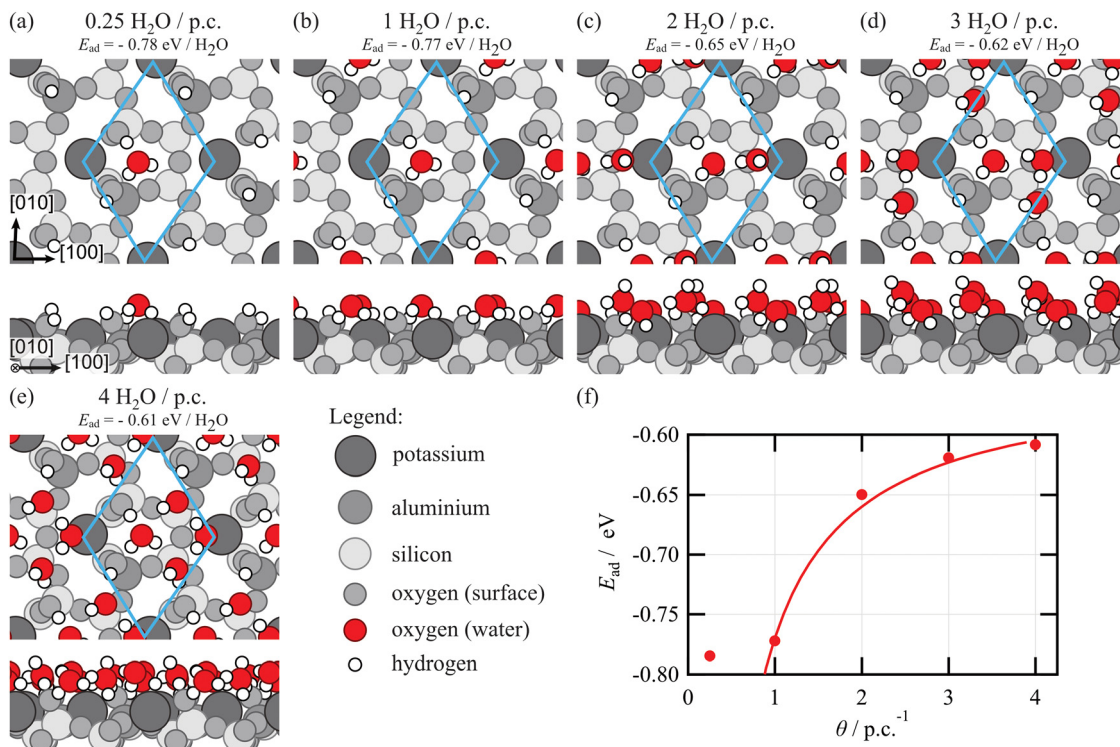 (a) 0.25 H₂O / p.c.
E_ad = - 0.78 eV / H₂O
(b) 1 H₂O / p.c.
E_ad = - 0.77 eV / H₂O
(c) 2 H₂O / p.c.
E_ad = - 0.65 eV / H₂O
(d) 3 H₂O / p.c.
E_ad = - 0.62 eV / H₂O
[010]
[100]
[010]
[100]
(e) 4 H₂O / p.c.
E_ad = - 0.61 eV / H₂O
Legend:
potassium
aluminium
silicon
oxygen (surface)
oxygen (water)
hydrogen
(f)
-0.60
-0.65
-0.70
-0.75
-0.80
E_ad / eV
0 1 2 3 4
θ / p.c.⁻¹